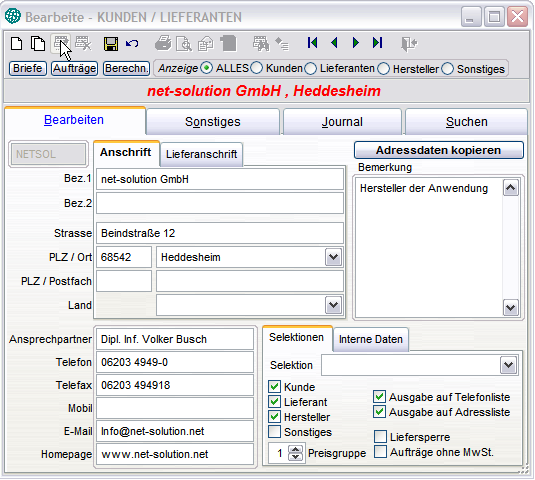 Bearbeite - KUNDEN / LIEFERANTEN
Briefe Aufträge Berechn. Anzeige ALLES Kunden Lieferanten Hersteller Sonstiges
net-solution GmbH , Heddesheim
Bearbeiten Sonstiges Journal Suchen
NETSOL Anschrift Lieferanschrift Adressdaten kopieren
Bemerkung
Bez.1 net-solution GmbH Hersteller der Anwendung
Bez.2
Strasse Beindstraße 12
PLZ / Ort 68542 Heddesheim
PLZ / Postfach
Land
Ansprechpartner Dipl. Inf. Volker Busch Selektionen Interne Daten
Telefon 06203 4949-0 Selektion
Telefax 06203 494918 Kunde
Lieferant Ausgabe auf Telefonliste
Mobil Hersteller Ausgabe auf Adressliste
E-Mail Info@net-solution.net Sonstiges Liefersperre
Homepage www.net-solution.net 1 Preisgruppe Aufträge ohne MwSt.